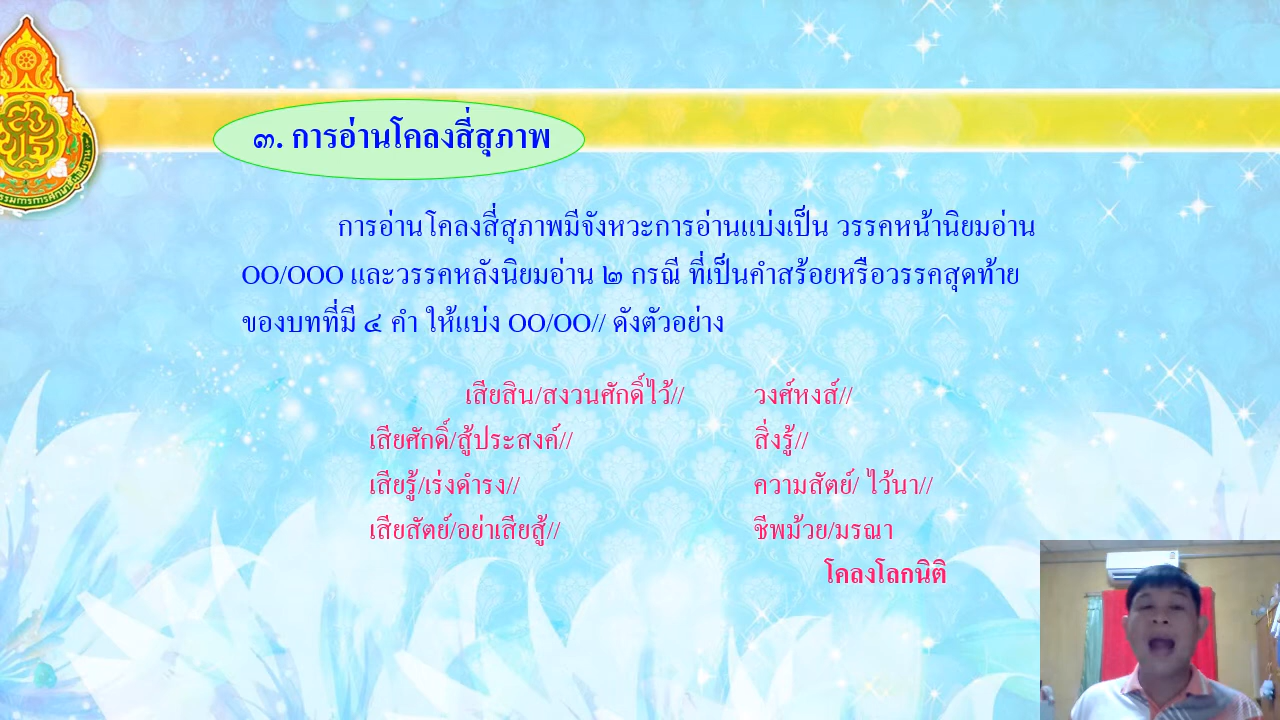 ๓. การอ่านโคลงสี่สุภาพ
การอ่านโคลงสี่สุภาพมีจังหวะการอ่านแบ่งเป็น วรรคหน้านิยมอ่าน
OO/OOO และวรรคหลังนิยมอ่าน ๒ กรณี ที่เป็นคำสร้อยหรือวรรคสุดท้าย
ของบทที่มี ๔ คำ ให้แบ่ง OO/OO// ดังตัวอย่าง
เสียสิน/สงวนศักดิ์ไว้// วงศ์หงส์//
เสียศักดิ์/สู้ประสงค์// สิ่งรู้//
เสียรู้/เร่งดำรง// ความสัตย์/ ไว้นา//
เสียสัตย์/อย่าเสียสู้// ชีพม้วย/มรณา
โคลงโลกนิติ